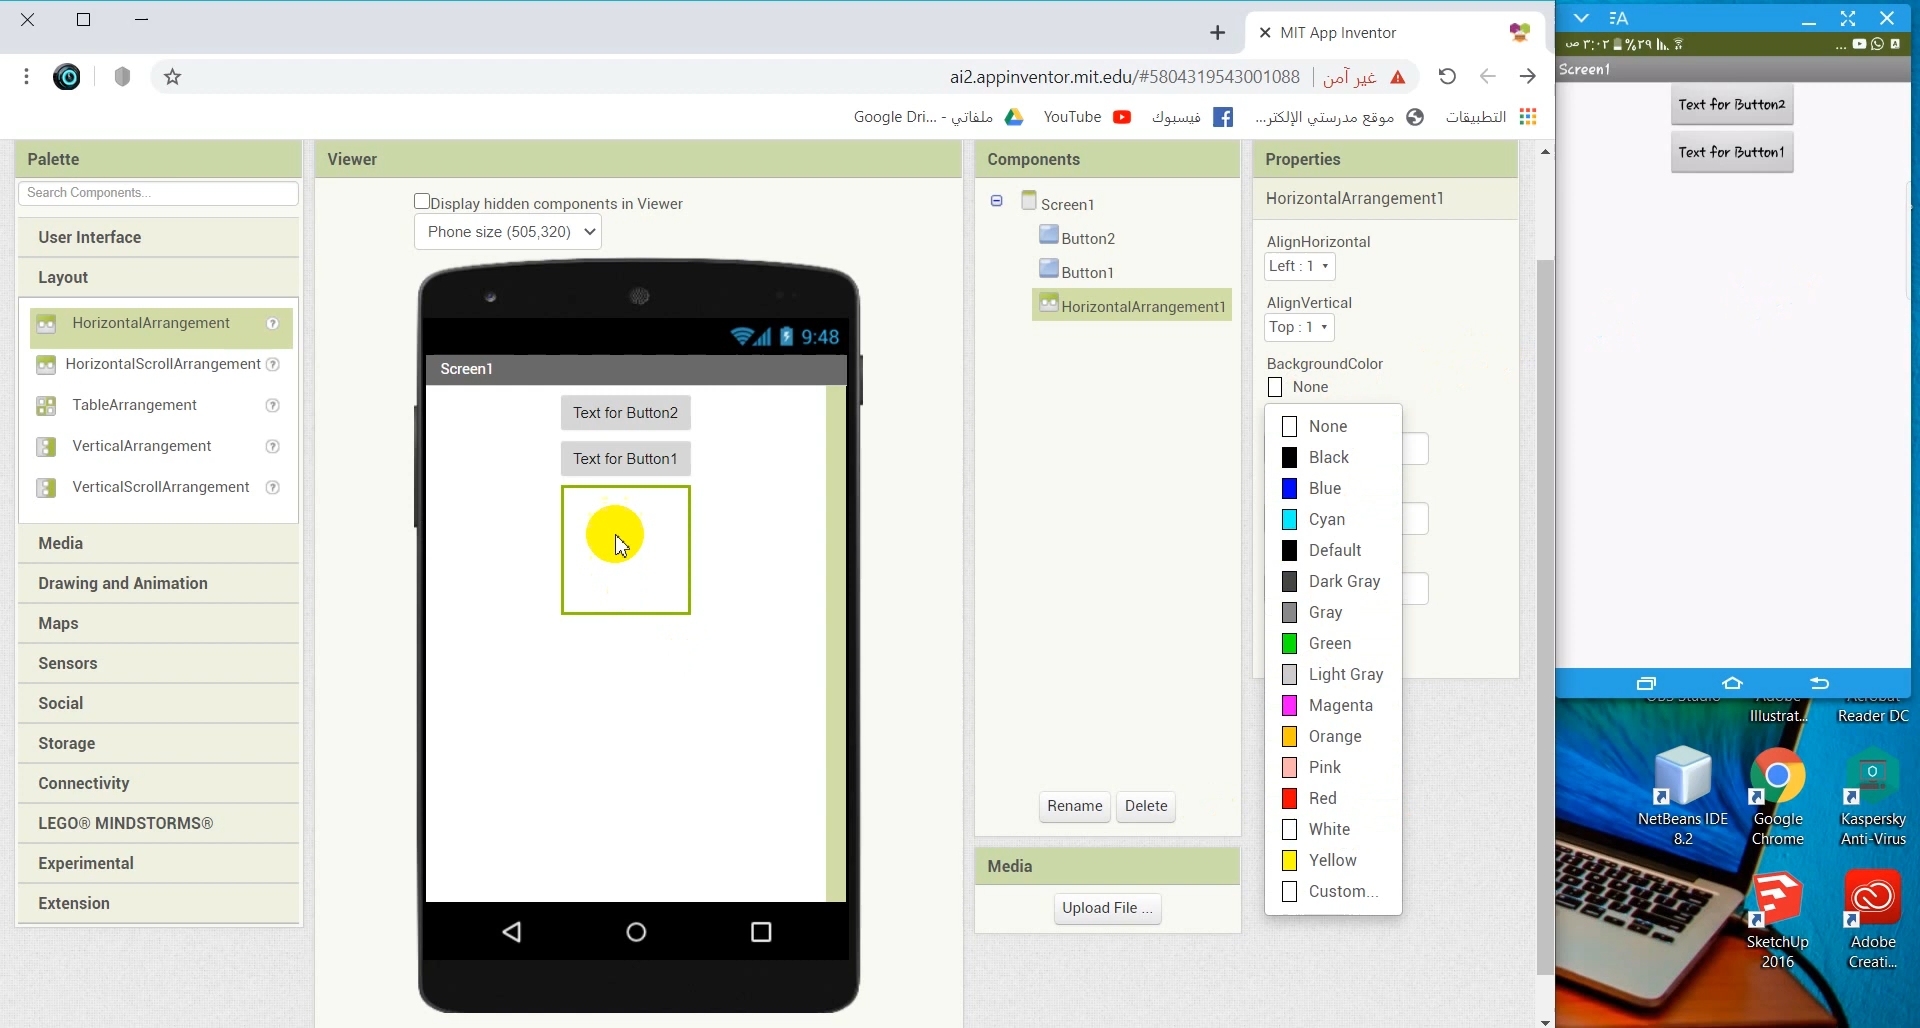 MIT App Inventor
ai2.appinventor.mit.edu/#5804319543001088
غير آمن
التطبيقات
موقع مدرستي الإلكتر...
فيسبوك
YouTube
ملفاتي - Google Dri...
Palette
Search Components...
User Interface
Layout
HorizontalArrangement
HorizontalScrollArrangement
TableArrangement
VerticalArrangement
VerticalScrollArrangement
Media
Drawing and Animation
Maps
Sensors
Social
Storage
Connectivity
LEGO® MINDSTORMS®
Experimental
Extension
Viewer
Display hidden components in Viewer
Phone size (505,320)
9:48
Screen1
Text for Button2
Text for Button1
Components
Screen1
Button2
Button1
HorizontalArrangement1
Rename
Delete
Media
Upload File ...
Properties
HorizontalArrangement1
AlignHorizontal
Left : 1
AlignVertical
Top : 1
BackgroundColor
None
None
Black
Blue
Cyan
Default
Dark Gray
Gray
Green
Light Gray
Magenta
Orange
Pink
Red
White
Yellow
Custom...
٣:٠٢ ص
%٢٩
...
Screen1
Text for Button2
Text for Button1
Illustrat...
Reader DC
NetBeans IDE
8.2
Google
Chrome
Kaspersky
Anti-Virus
SketchUp
2016
Adobe
Creati...